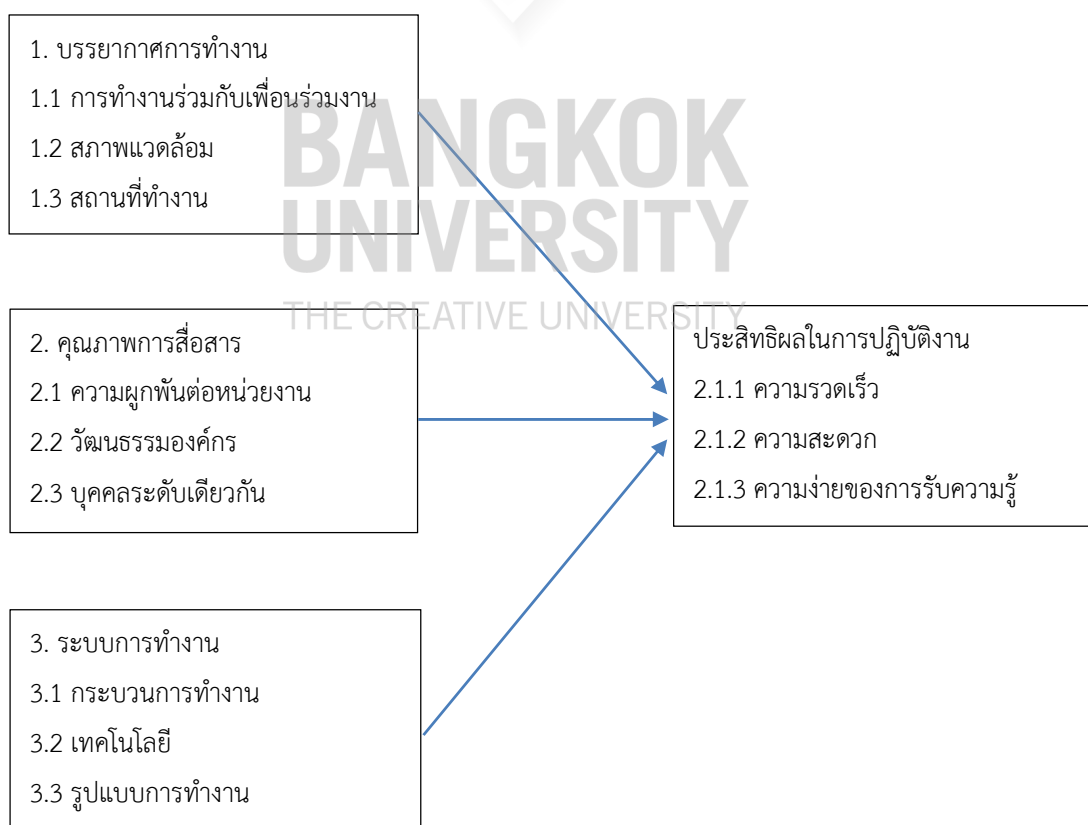 1. บรรยากาศการทำงาน
1.1 การทำงานร่วมกับเพื่อนร่วมงาน
1.2 สภาพแวดล้อม
1.3 สถานที่ทำงาน
BANGKOK
UNIVERSITY
THE CREATIVE UNIVERSITY
2. คุณภาพการสื่อสาร
2.1 ความผูกพันต่อหน่วยงาน
2.2 วัฒนธรรมองค์กร
2.3 บุคคลระดับเดียวกัน
ประสิทธิผลในการปฏิบัติงาน
2.1.1 ความรวดเร็ว
2.1.2 ความสะดวก
2.1.3 ความง่ายของการรับความรู้
3. ระบบการทำงาน
3.1 กระบวนการทำงาน
3.2 เทคโนโลยี
3.3 รูปแบบการทำงาน